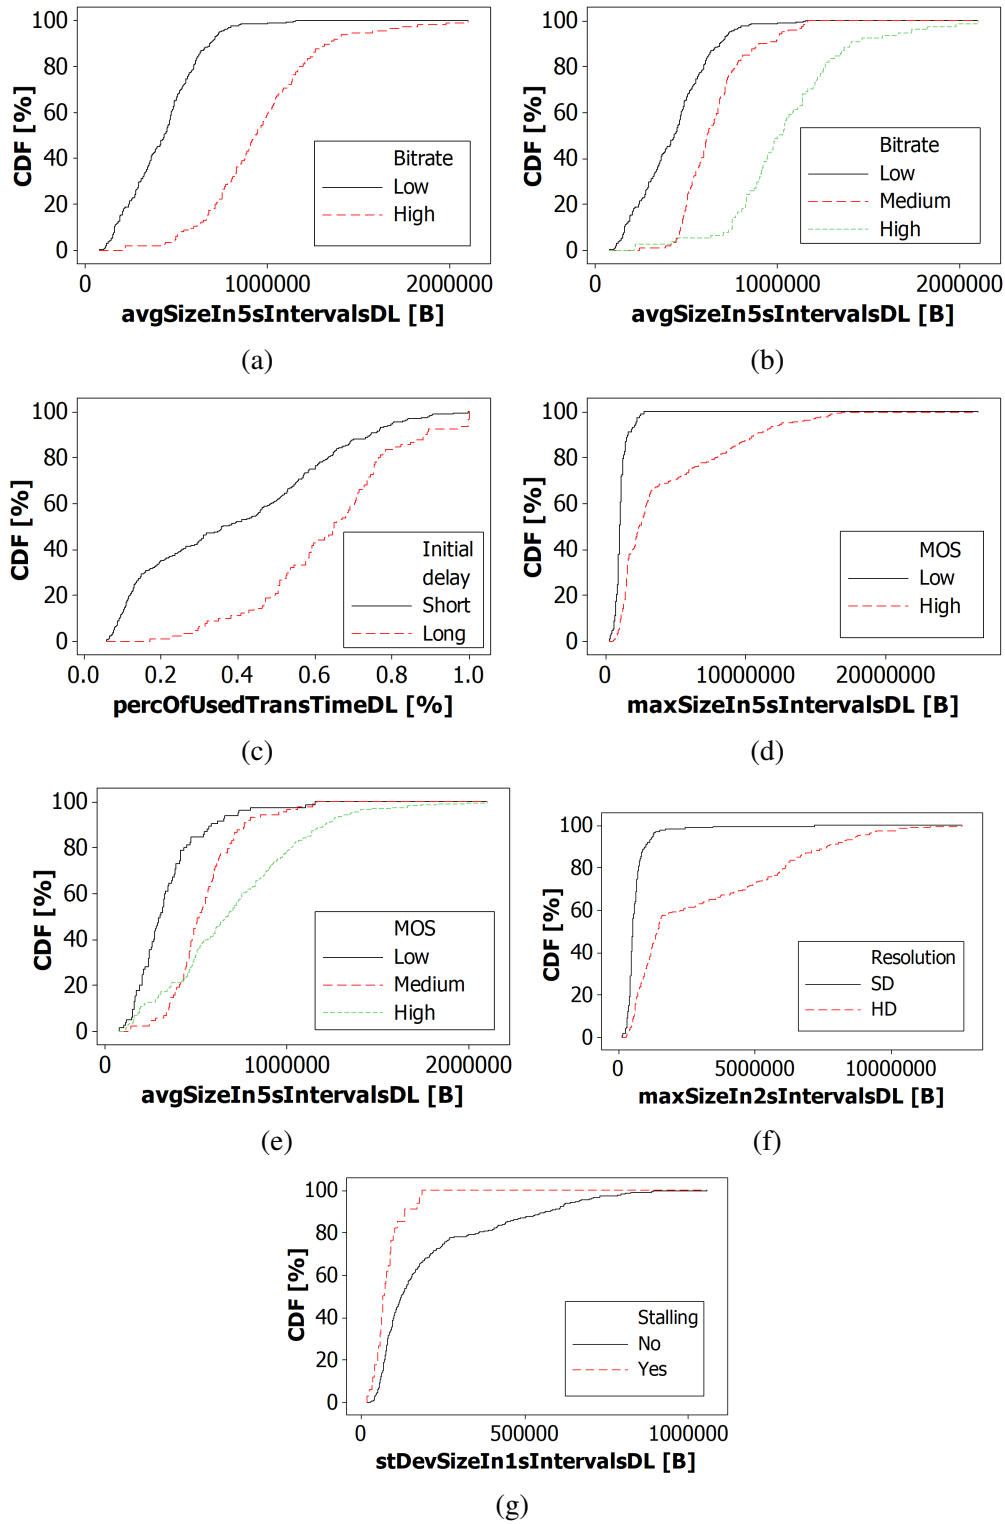 100
80
60
40
20
0
CDF [%]
Bitrate
Low
High
0 1000000 2000000
avgSizeIn5sIntervalsDL [B]
(a)
100
80
60
40
20
0
CDF [%]
Bitrate
Low
Medium
High
0 1000000 2000000
avgSizeIn5sIntervalsDL [B]
(b)
100
80
60
40
20
0
CDF [%]
Initial
delay
Short
Long
0.0 0.2 0.4 0.6 0.8 1.0
percOfUsedTransTimeDL [%]
(c)
100
80
60
40
20
0
CDF [%]
MOS
Low
High
0 10000000 20000000
maxSizeIn5sIntervalsDL [B]
(d)
100
80
60
40
20
0
CDF [%]
MOS
Low
Medium
High
0 1000000 2000000
avgSizeIn5sIntervalsDL [B]
(e)
100
80
60
40
20
0
CDF [%]
Resolution
SD
HD
0 5000000 10000000
maxSizeIn2sIntervalsDL [B]
(f)
100
80
60
40
20
0
CDF [%]
Stalling
No
Yes
0 500000 1000000
stDevSizeIn1sIntervalsDL [B]
(g)